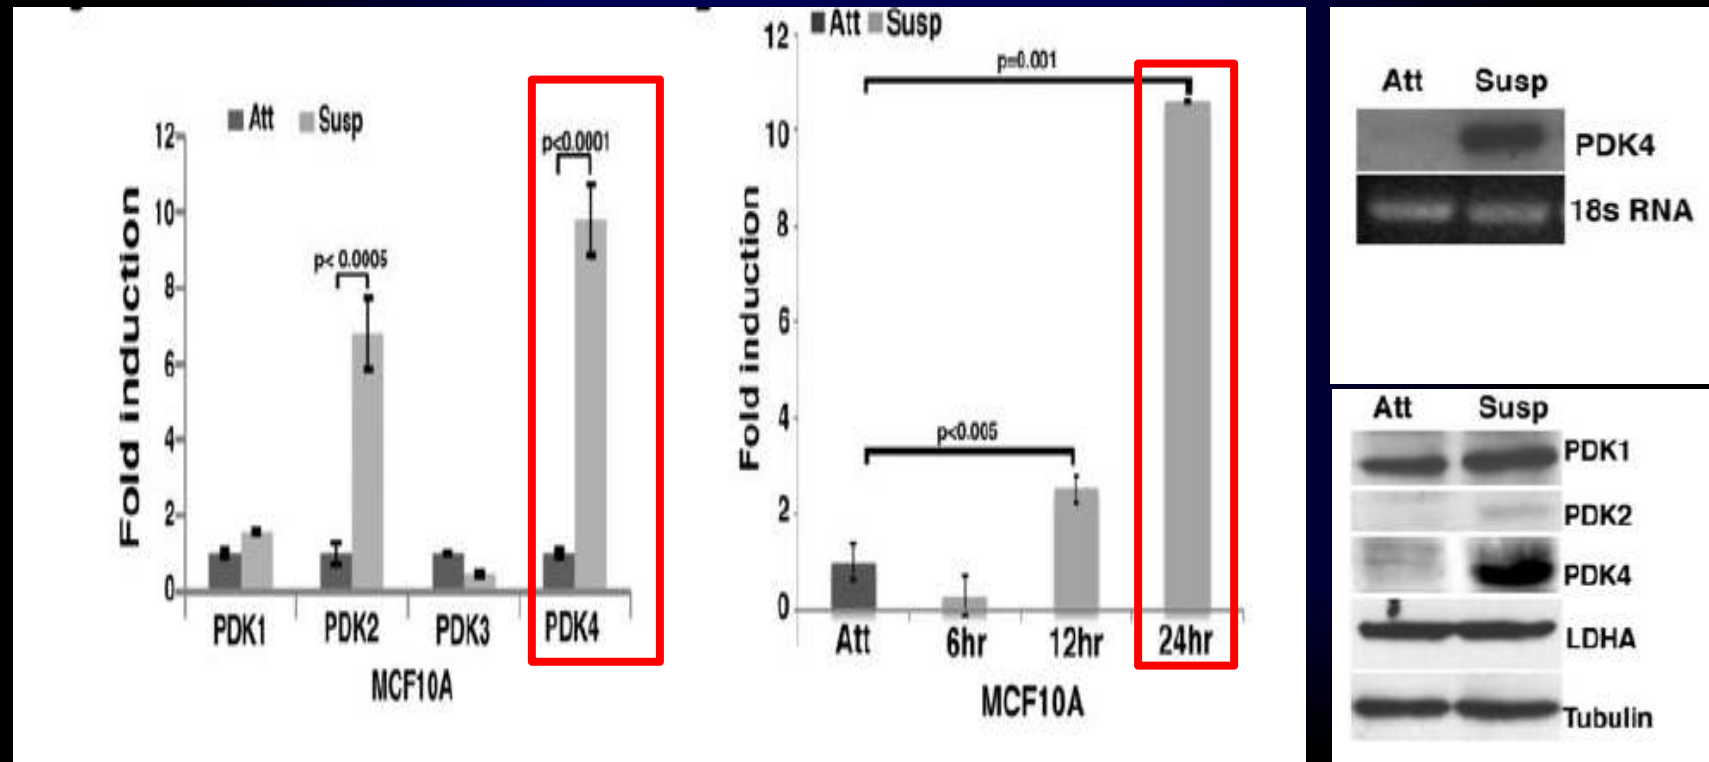 Att Susp
12
10
8
6
4
2
0
Fold induction
p< 0.0005
p<0.0001
PDK1 PDK2 PDK3 PDK4
MCF10A
Att Susp
12
10
8
6
4
2
0
Fold induction
p=0.001
p<0.005
Att 6hr 12hr 24hr
MCF10A
Att Susp
PDK4
18s RNA
Att Susp
PDK1
PDK2
PDK4
LDHA
Tubulin